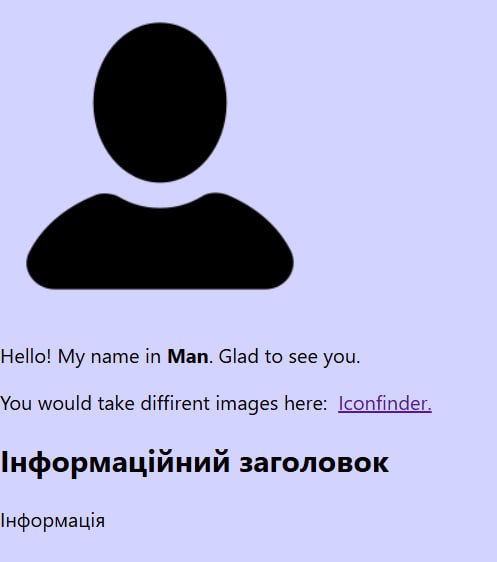 Hello! My name in Man. Glad to see you.
You would take diffirent images here: Iconfinder.
Інформаційний заголовок
Інформація